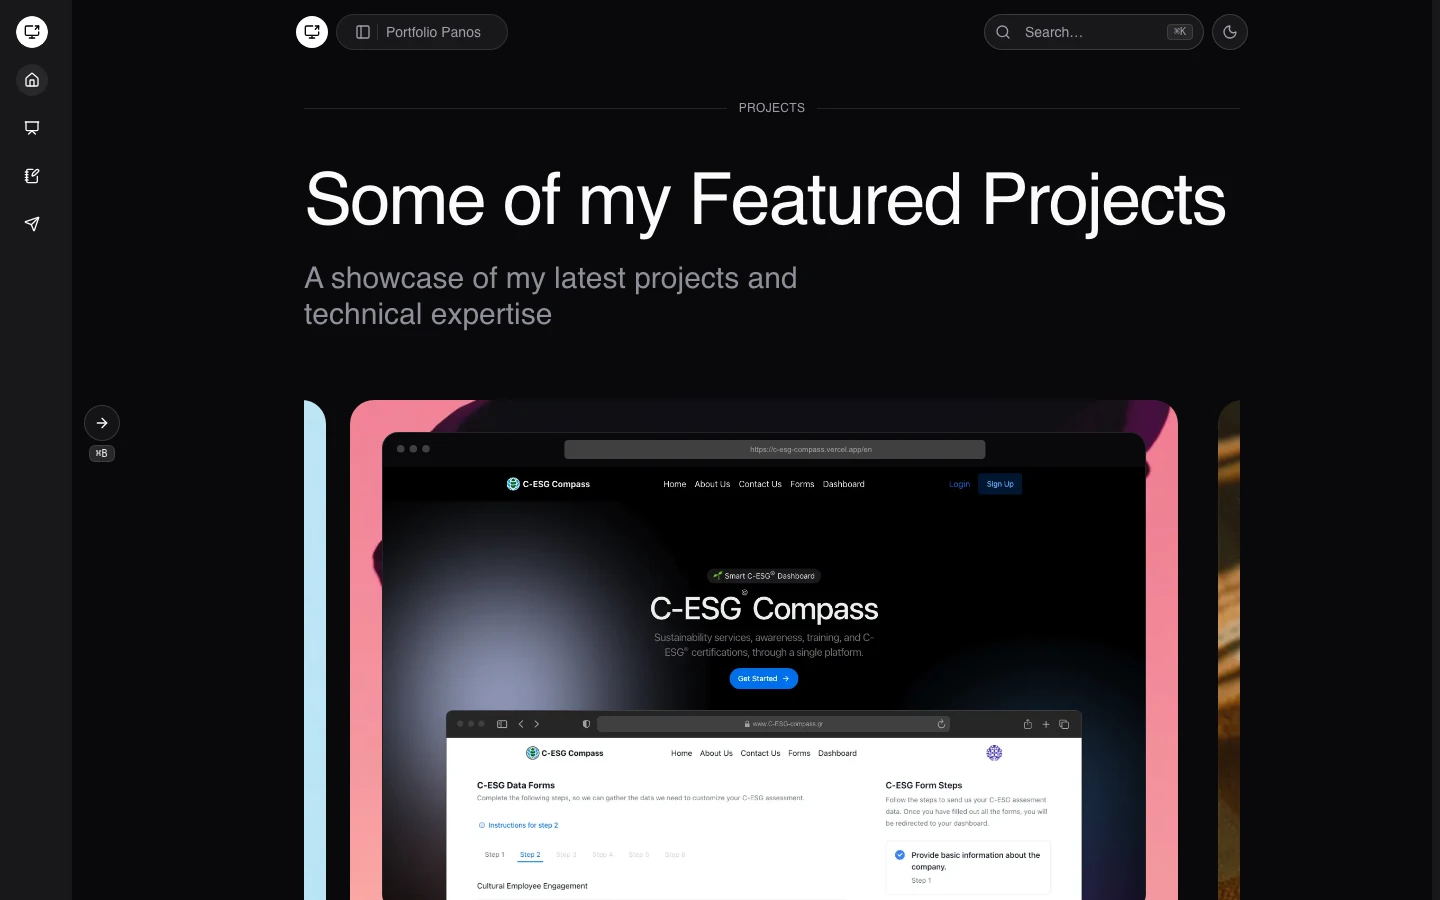 Portfolio Panos
Search...
⌘K
PROJECTS
Some of my Featured Projects
A showcase of my latest projects and
technical expertise
⌘B
https://c-esg-compass.vercel.app/en
C-ESG Compass
Home About Us Contact Us Forms Dashboard
Login Sign Up
Smart C-ESG® Dashboard
C-ESG® Compass
Sustainability services, awareness, training, and C-
ESG® certifications, through a single platform.
Get Started →
www.C-ESG-compass.gr
C-ESG Compass
Home About Us Contact Us Forms Dashboard
C-ESG Data Forms
Complete the following steps, so we can gather the data we need to customize your C-ESG assessment.
Instructions for step 2
Step 1 Step 2 Step 3 Step 4 Step 5 Step 6
Cultural Employee Engagement
C-ESG Form Steps
Follow the steps to send us your C-ESG assesment
data. Once you have filled out all the forms, you will
be redirected to your dashboard.
Provide basic information about the
company.
Step 1